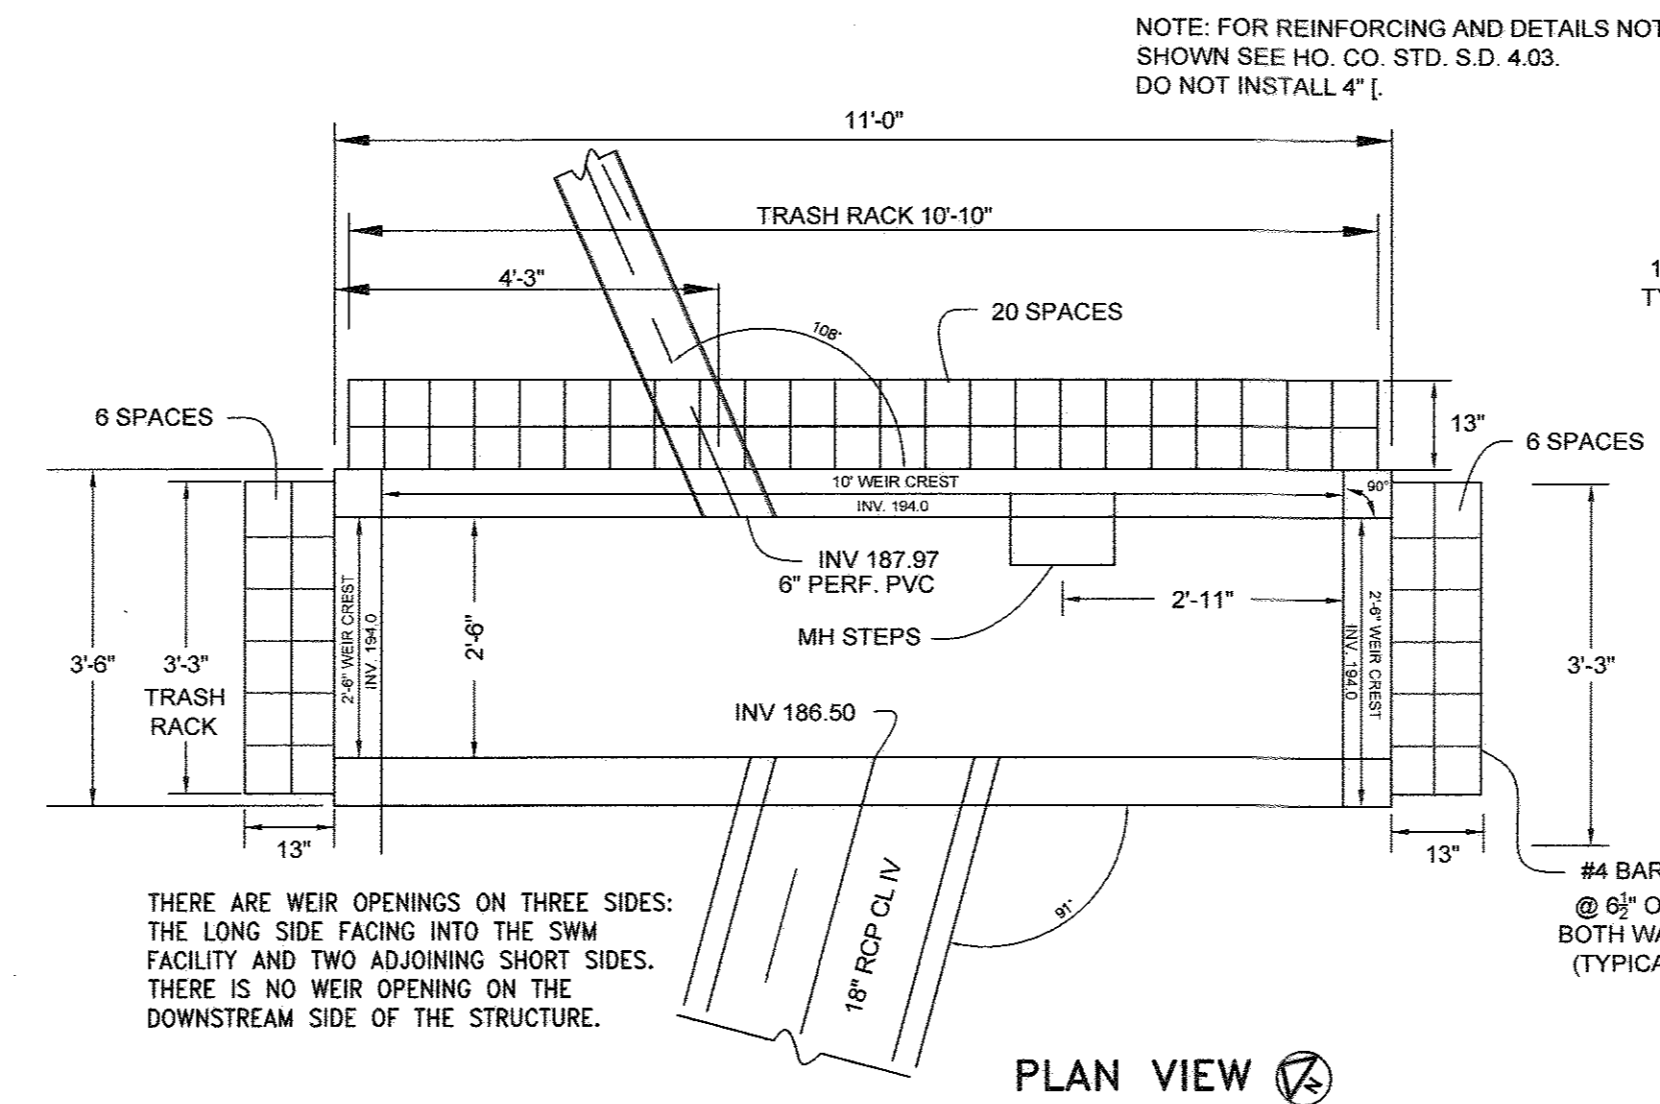 NOTE: FOR REINFORCING AND DETAILS NOT
SHOWN SEE HO. CO. STD. S.D. 4.03.
DO NOT INSTALL 4" [.
11'-0"
TRASH RACK 10'-10"
4'-3"
20 SPACES
108°
6 SPACES
13"
6 SPACES
10' WEIR CREST
INV. 194.0
90°
INV 187.97
6" PERF. PVC
2'-11"
MH STEPS
2'-6" WEIR CREST
INV. 194.0
2'-6"
2'-6" WEIR CREST
INV. 194.0
3'-6"
3'-3"
TRASH
RACK
3'-3"
INV 186.50
13"
13"
18" RCP CL IV
91°
#4 BAR
@ 6½" O
BOTH WA
(TYPICA
THERE ARE WEIR OPENINGS ON THREE SIDES:
THE LONG SIDE FACING INTO THE SWM
FACILITY AND TWO ADJOINING SHORT SIDES.
THERE IS NO WEIR OPENING ON THE
DOWNSTREAM SIDE OF THE STRUCTURE.
PLAN VIEW
N